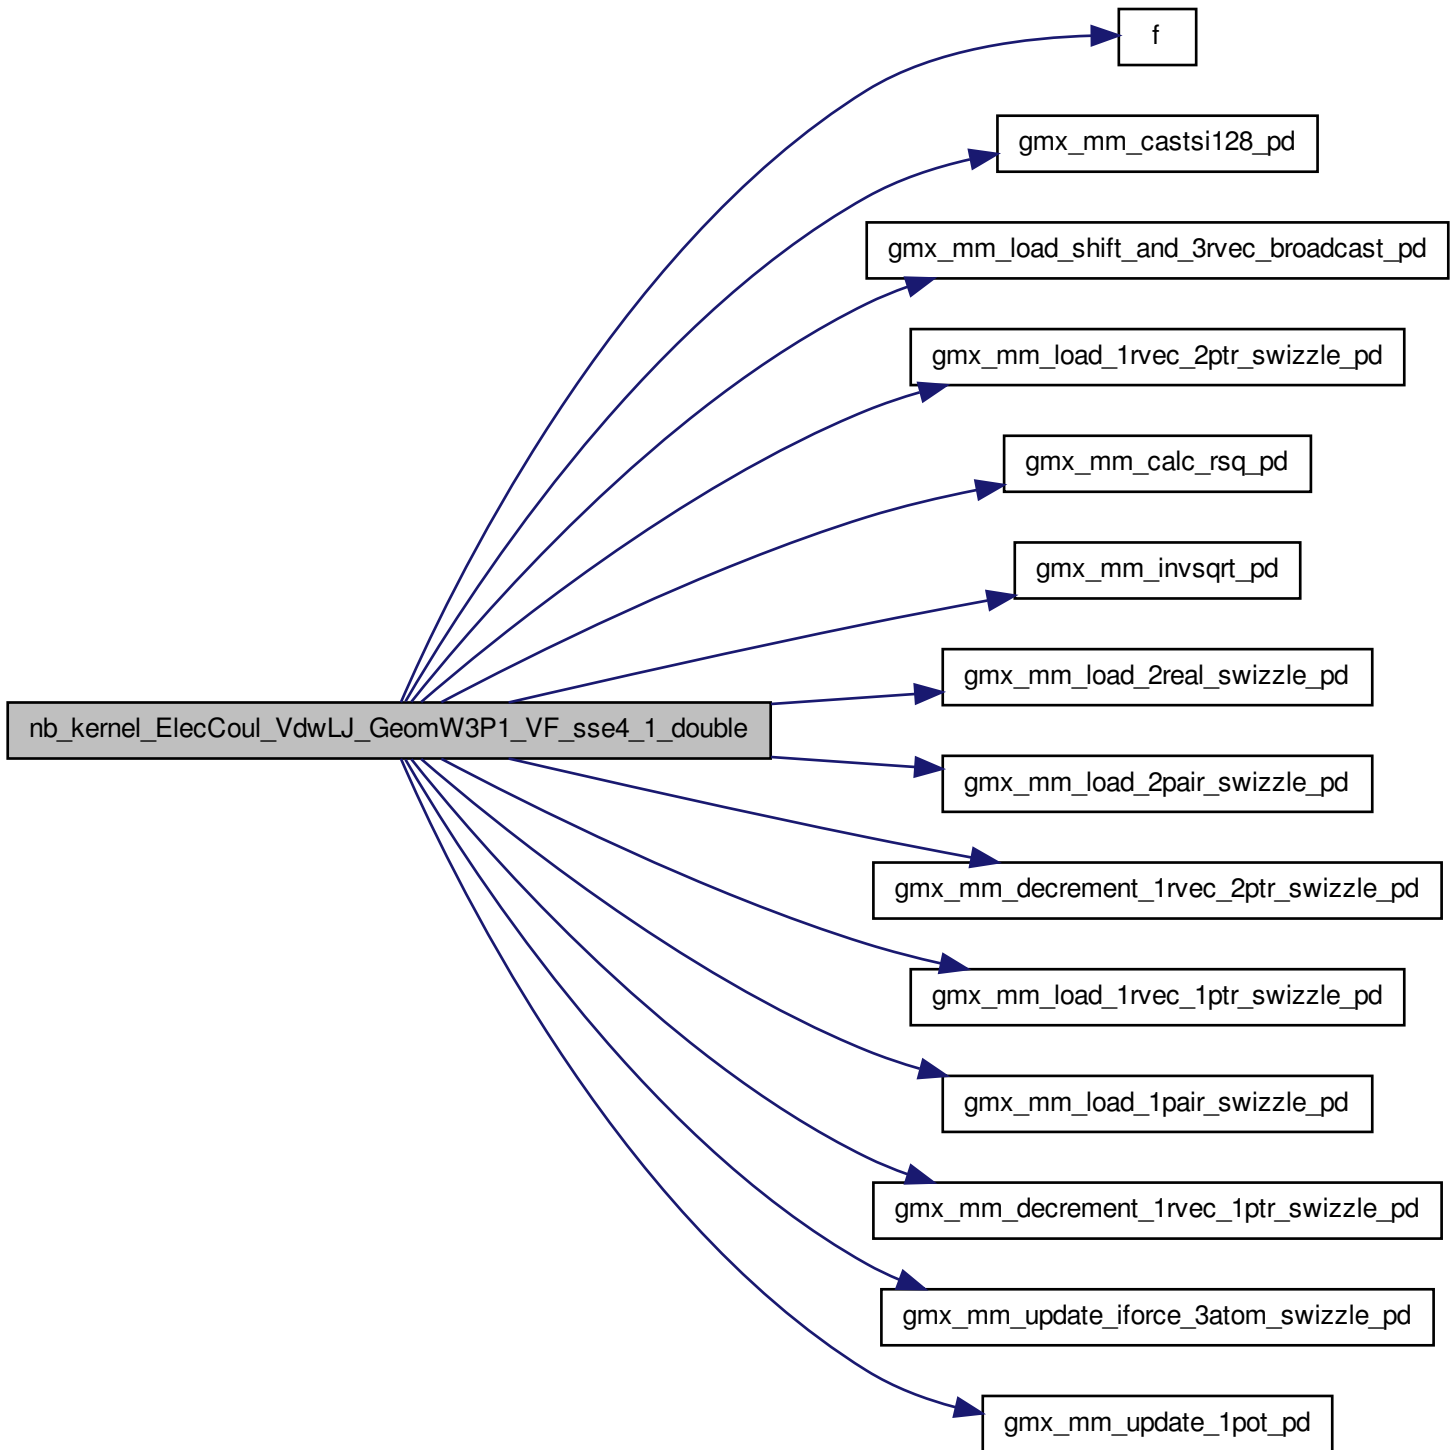 f
gmx_mm_castsi128_pd
gmx_mm_load_shift_and_3rvec_broadcast_pd
gmx_mm_load_1rvec_2ptr_swizzle_pd
gmx_mm_calc_rsq_pd
gmx_mm_invsqrt_pd
gmx_mm_load_2real_swizzle_pd
nb_kernel_ElecCoul_VdwLJ_GeomW3P1_VF_sse4_1_double
gmx_mm_load_2pair_swizzle_pd
gmx_mm_decrement_1rvec_2ptr_swizzle_pd
gmx_mm_load_1rvec_1ptr_swizzle_pd
gmx_mm_load_1pair_swizzle_pd
gmx_mm_decrement_1rvec_1ptr_swizzle_pd
gmx_mm_update_iforce_3atom_swizzle_pd
gmx_mm_update_1pot_pd